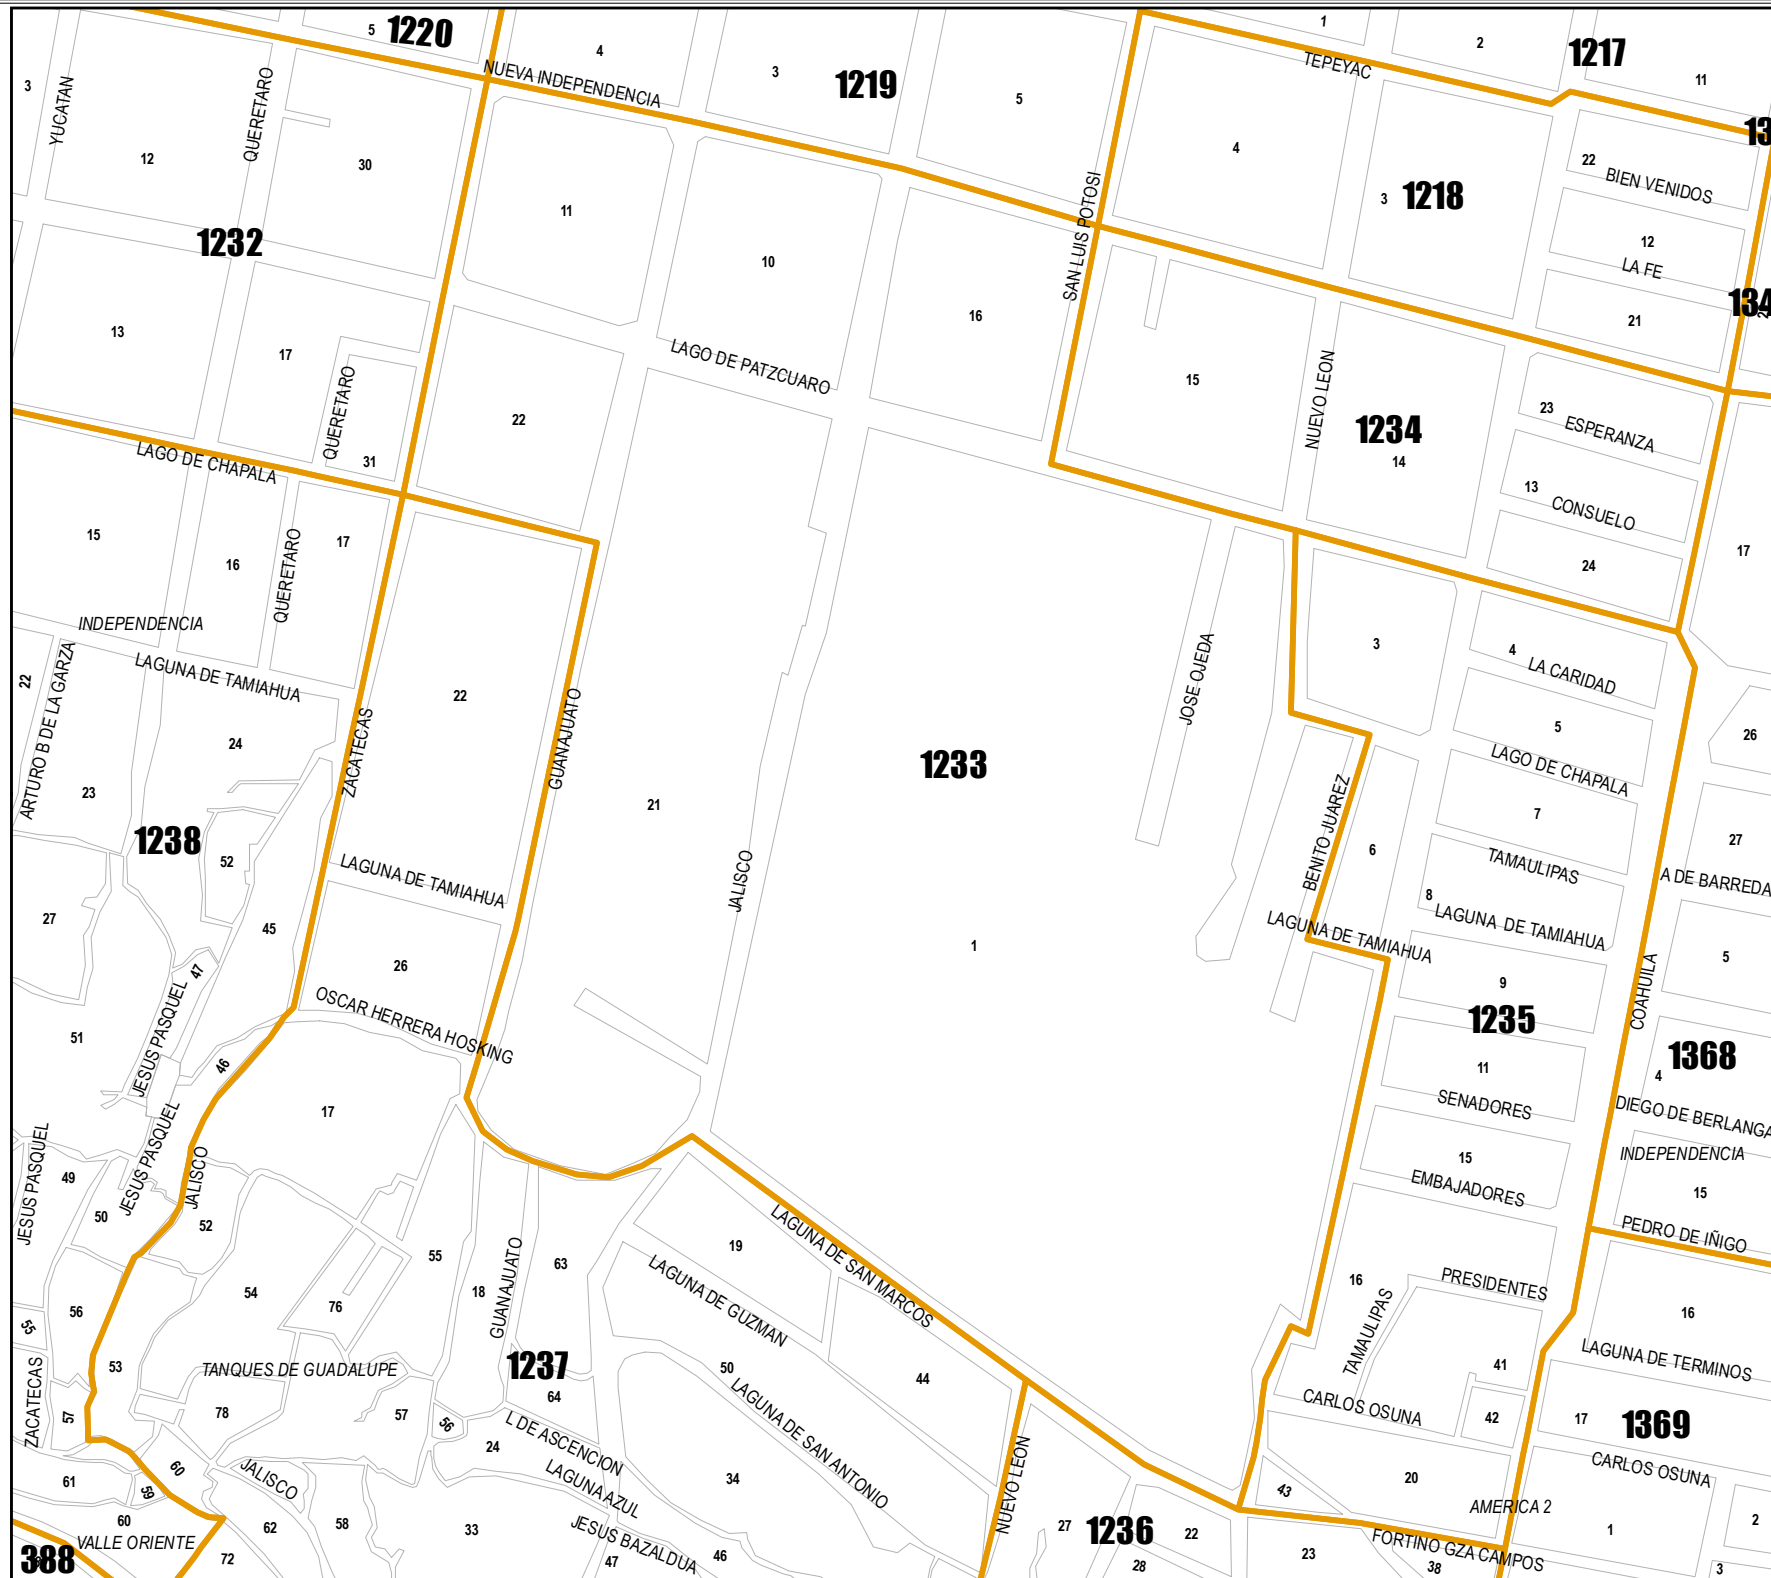 5
1220
4
NUEVA INDEPENDENCIA
3
1219
5
1
TEPEYAC
2
1217
11
13
3
YUCATAN
12
QUERETARO
30
11
10
16
SAN LUIS POTOSI
4
3
1218
22
BIEN VENIDOS
12
LA FE
21
134
1232
13
17
QUERETARO
31
LAGO DE CHAPALA
22
LAGO DE PATZCUARO
15
NUEVO LEON
1234
14
23
ESPERANZA
13
CONSUELO
24
17
15
16
QUERETARO
17
INDEPENDENCIA
LAGUNA DE TAMIAHUA
22
ARTURO B DE LA GARZA
23
24
1238
52
ZACATECAS
22
GUANAJUATO
21
JALISCO
1233
1
JOSE OJEDA
BENITO JUAREZ
3
4
LA CARIDAD
5
LAGO DE CHAPALA
7
6
TAMAULIPAS
8
LAGUNA DE TAMIAHUA
LAGUNA DE TAMIAHUA
9
1235
11
SENADORES
15
EMBAJADORES
COAHUILA
26
27
A DE BARREDA
5
1368
4
DIEGO DE BERLANGA
INDEPENDENCIA
15
PEDRO DE IÑIGO
27
45
47
JESUS PASQUEL
51
46
LAGUNA DE TAMIAHUA
26
OSCAR HERRERA HOSKING
17
JESUS PASQUEL
JESUS PASQUEL
49
50
JALISCO
52
56
55
53
ZACATECAS
57
54
76
55
18
GUANAJUATO
63
TANQUES DE GUADALUPE
1237
64
78
57
56
24
L DE ASCENCION
LAGUNA AZUL
JESUS BAZALDUA
19
LAGUNA DE SAN MARCOS
LAGUNA DE GUZMAN
50
44
LAGUNA DE SAN ANTONIO
34
NUEVO LEON
16
TAMAULIPAS
PRESIDENTES
41
CARLOS OSUNA
42
16
LAGUNA DE TERMINOS
17
1369
CARLOS OSUNA
20
43
AMERICA 2
1
2
3
FORTINO GZA CAMPOS
38
23
27
1236
22
28
61
59
60
60
VALLE ORIENTE
388
JALISCO
62
58
72
33
47
46